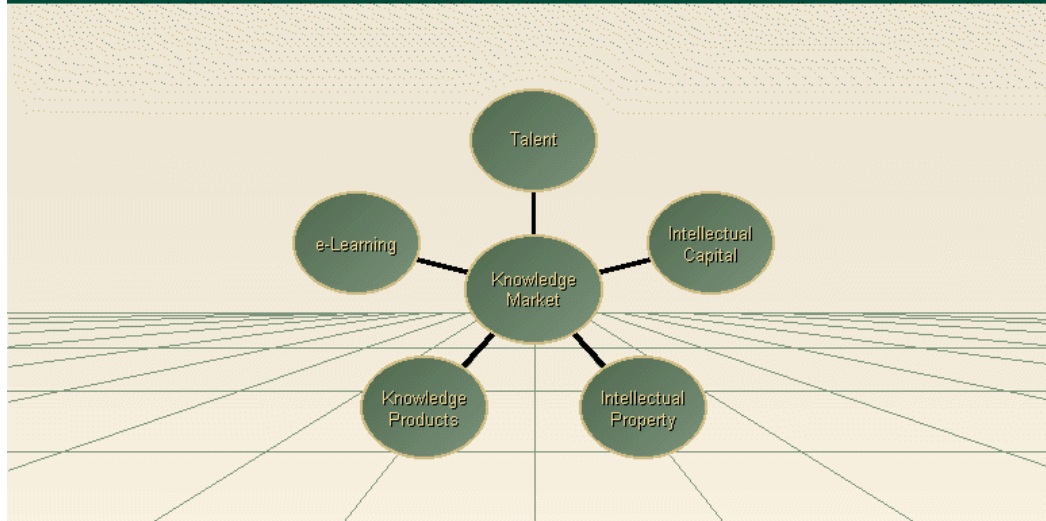 Talent
e-Learning
Intellectual
Capital
Knowledge
Market
Knowledge
Products
Intellectual
Property